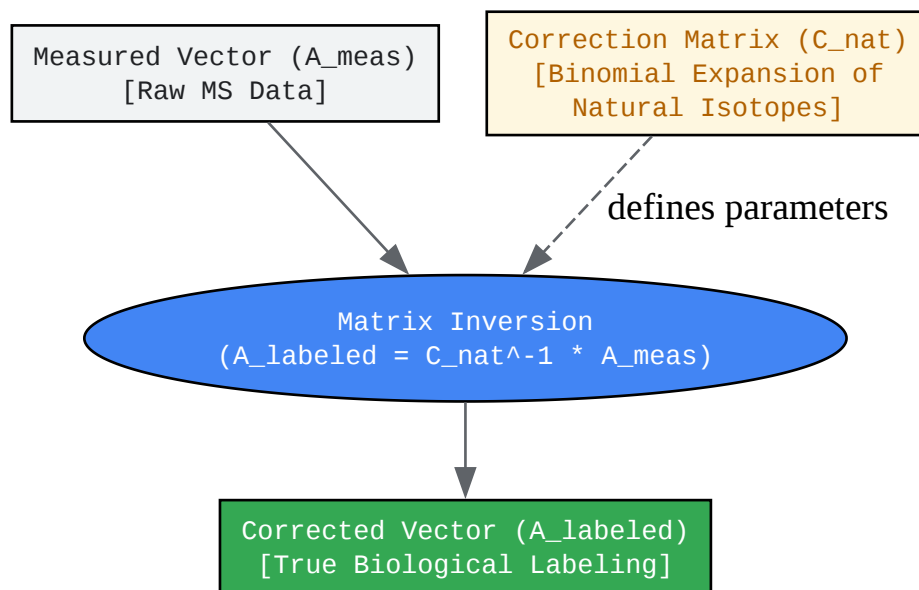 Measured Vector (A_meas)
[Raw MS Data]
Correction Matrix (C_nat)
[Binomial Expansion of
Natural Isotopes]
defines parameters
Matrix Inversion
(A_labeled = C_nat^-1 * A_meas)
Corrected Vector (A_labeled)
[True Biological Labeling]